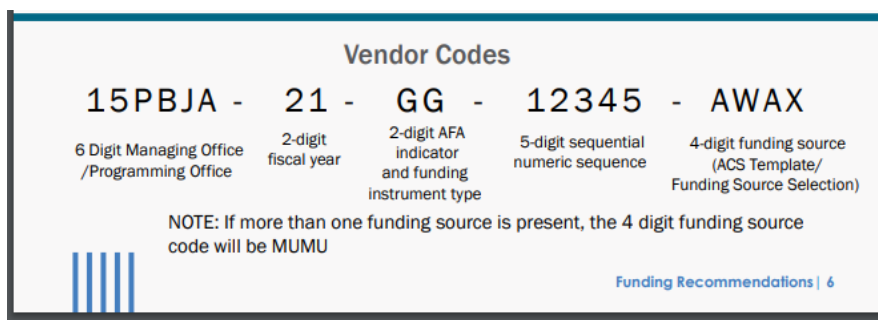 Vendor Codes
15PBJA - 21 - GG - 12345 - AWAX
6 Digit Managing Office
/Programming Office
2-digit
fiscal year
2-digit AFA
indicator
and funding
instrument type
5-digit sequential
numeric sequence
4-digit funding source
(ACS Template/
Funding Source Selection)
NOTE: If more than one funding source is present, the 4 digit funding source
code will be MUMU
Funding Recommendations| 6